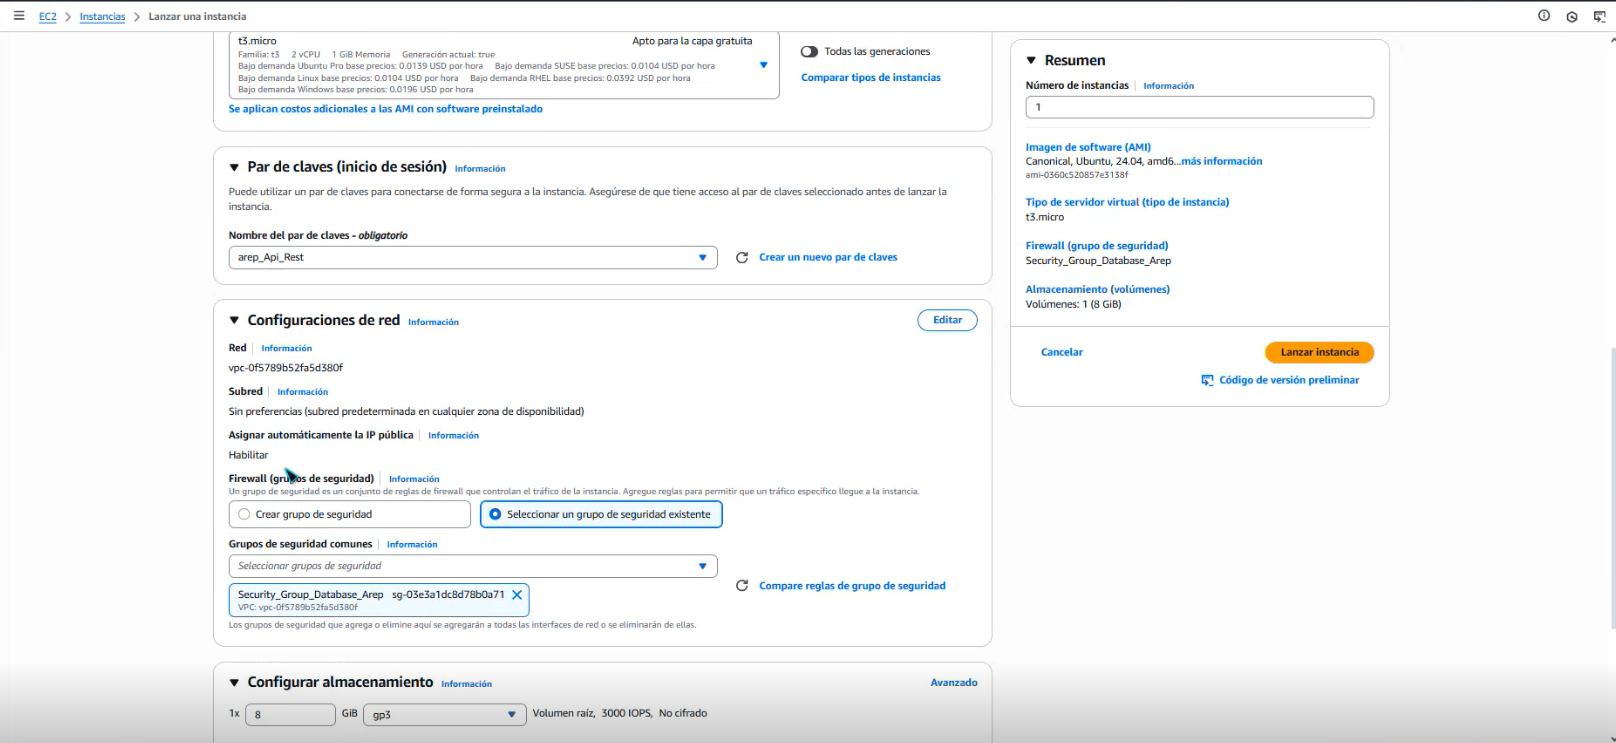 EC2 > Instancias > Lanzar una instancia
t3.micro Apto para la capa gratuita
Familia: t3 2 vCPU 1 GiB Memoria Generación actual: true
Bajo demanda Ubuntu Pro base precios: 0.0139 USD por hora Bajo demanda SUSE base precios: 0.0104 USD por hora
Bajo demanda Linux base precios: 0.0104 USD por hora Bajo demanda RHEL base precios: 0.0392 USD por hora
Bajo demanda Windows base precios: 0.0196 USD por hora
Todas las generaciones
Comparar tipos de instancias
Se aplican costos adicionales a las AMI con software preinstalado
Par de claves (inicio de sesión) Información
Puede utilizar un par de claves para conectarse de forma segura a la instancia. Asegúrese de que tiene acceso al par de claves seleccionado antes de lanzar la
instancia.
Nombre del par de claves - obligatorio
arep_Api_Rest
Crear un nuevo par de claves
Configuraciones de red Información
Editar
Red Información
vpc-0f5789b52fa5d380f
Subred Información
Sin preferencias (subred predeterminada en cualquier zona de disponibilidad)
Asignar automáticamente la IP pública Información
Habilitar
Firewall (grupos de seguridad) Información
Un grupo de seguridad es un conjunto de reglas de firewall que controlan el tráfico de la instancia. Agregue reglas para permitir que un tráfico específico llegue a la instancia.
Crear grupo de seguridad
Seleccionar un grupo de seguridad existente
Grupos de seguridad comunes Información
Seleccionar grupos de seguridad
Security_Group_Database_Arep sg-03e3a1dc8d78b0a71
VPC: vpc-0f5789b52fa5d380f
Compare reglas de grupo de seguridad
Los grupos de seguridad que agrega o elimine aquí se agregarán a todas las interfaces de red o se eliminarán de ellas.
Configurar almacenamiento Información
Avanzado
1x 8 GiB gp3 Volumen raíz, 3000 IOPS, No cifrado
Resumen
Número de instancias Información
1
Imagen de software (AMI)
Canonical, Ubuntu, 24.04, amd6...más información
ami-0360c520857e3138f
Tipo de servidor virtual (tipo de instancia)
t3.micro
Firewall (grupo de seguridad)
Security_Group_Database_Arep
Almacenamiento (volúmenes)
Volúmenes: 1 (8 GiB)
Cancelar
Lanzar instancia
Código de versión preliminar